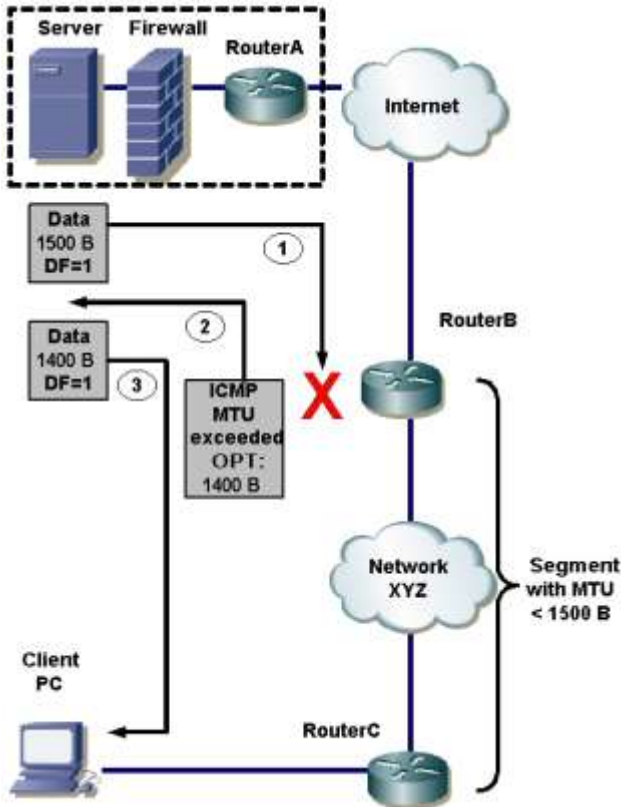 Server
Firewall
RouterA
Internet
Data
1500 B
DF=1
1
2
RouterB
Data
1400 B
DF=1
3
X
ICMP
MTU
exceeded
OPT:
1400 B
Network
XYZ
Segment
with MTU
< 1500 B
Client
PC
RouterC